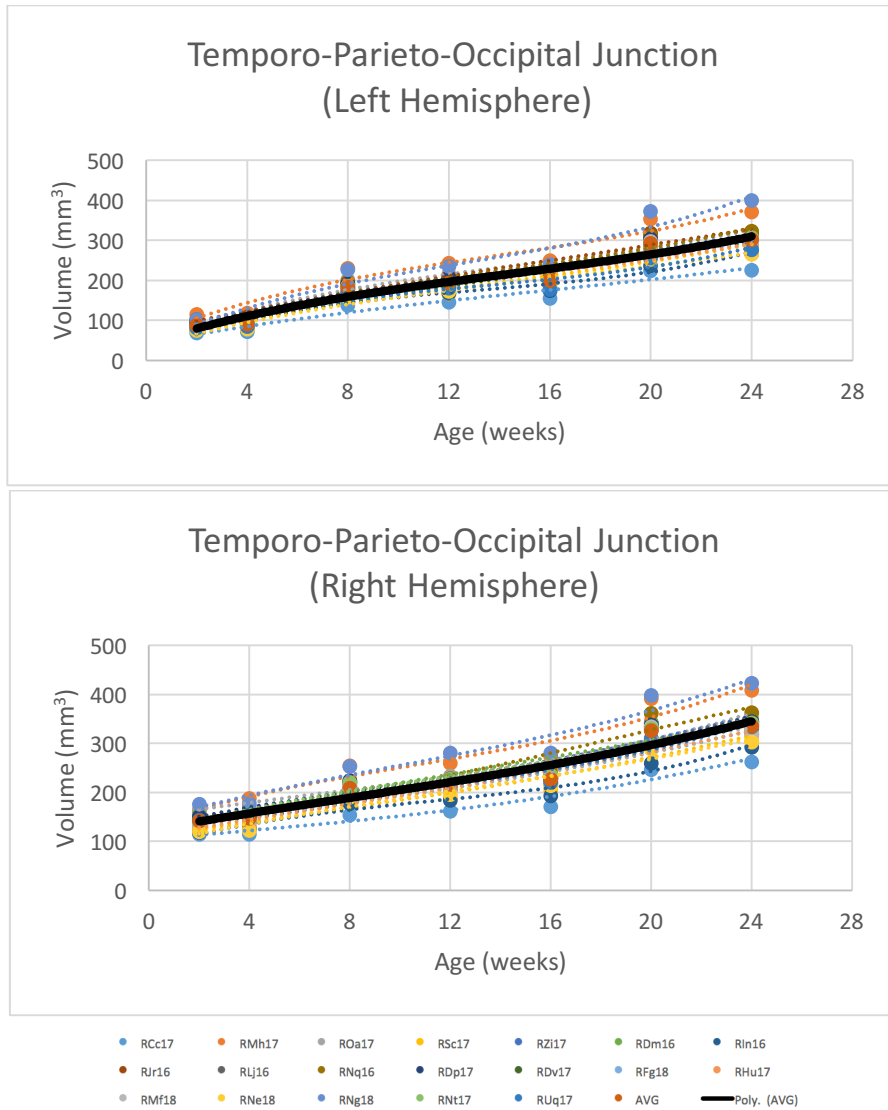 Temporo-Parieto-Occipital Junction
(Left Hemisphere)
500
400
300
200
100
0
Volume (mm³)
0 4 8 12 16 20 24 28
Age (weeks)
Temporo-Parieto-Occipital Junction
(Right Hemisphere)
500
400
300
200
100
0
Volume (mm³)
0 4 8 12 16 20 24 28
Age (weeks)
RCc17 RMh17 ROa17 RSc17 RZi17 RDm16 RIn16
RJr16 RLj16 RNq16 RDp17 RDv17 RFg18 RHu17
RMf18 RNe18 RNg18 RNt17 RUq17 AVG Poly. (AVG)